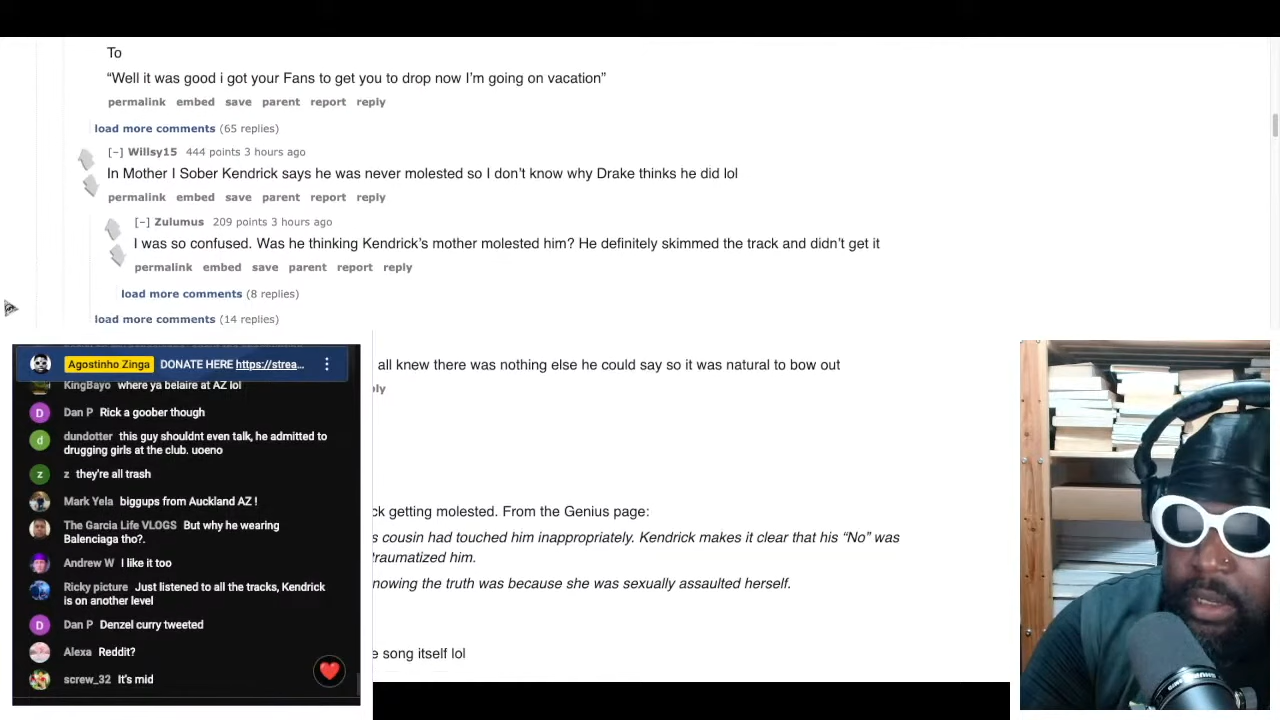 To
“Well it was good i got your Fans to get you to drop now I’m going on vacation”
permalink embed save parent report reply
load more comments (65 replies)
[–] Willsy15 444 points 3 hours ago
In Mother I Sober Kendrick says he was never molested so I don’t know why Drake thinks he did lol
permalink embed save parent report reply
[–] Zulumus 209 points 3 hours ago
I was so confused. Was he thinking Kendrick’s mother molested him? He definitely skimmed the track and didn’t get it
permalink embed save parent report reply
load more comments (8 replies)
load more comments (14 replies)
all knew there was nothing else he could say so it was natural to bow out
ply
ck getting molested. From the Genius page:
s cousin had touched him inappropriately. Kendrick makes it clear that his “No” was
traumatized him.
nowing the truth was because she was sexually assaulted herself.
e song itself lol
Agostinho Zinga DONATE HERE https://strea...
KingBayo where ya belaire at AZ lol
D Dan P Rick a goober though
d dundotter this guy shouldnt even talk, he admitted to
drugging girls at the club. uoeno
z z they're all trash
Mark Yela biggups from Auckland AZ !
The Garcia Life VLOGS But why he wearing
Balenciaga tho?.
Andrew W I like it too
Ricky picture Just listened to all the tracks, Kendrick
is on another level
D Dan P Denzel curry tweeted
Alexa Reddit?
screw_32 It's mid